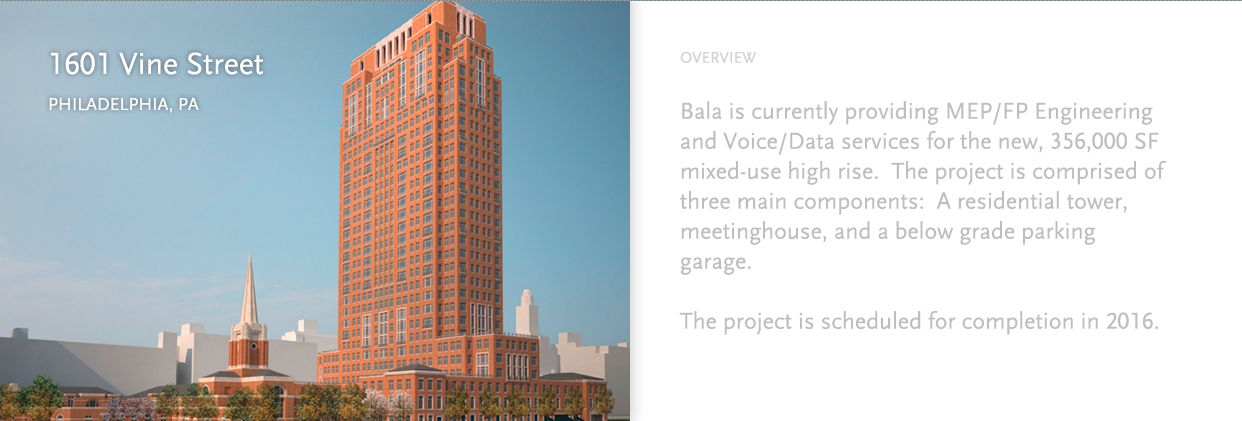 1601 Vine Street
PHILADELPHIA, PA
OVERVIEW
Bala is currently providing MEP/FP Engineering
and Voice/Data services for the new, 356,000 SF
mixed-use high rise.  The project is comprised of
three main components:  A residential tower,
meetinghouse, and a below grade parking
garage.
The project is scheduled for completion in 2016.